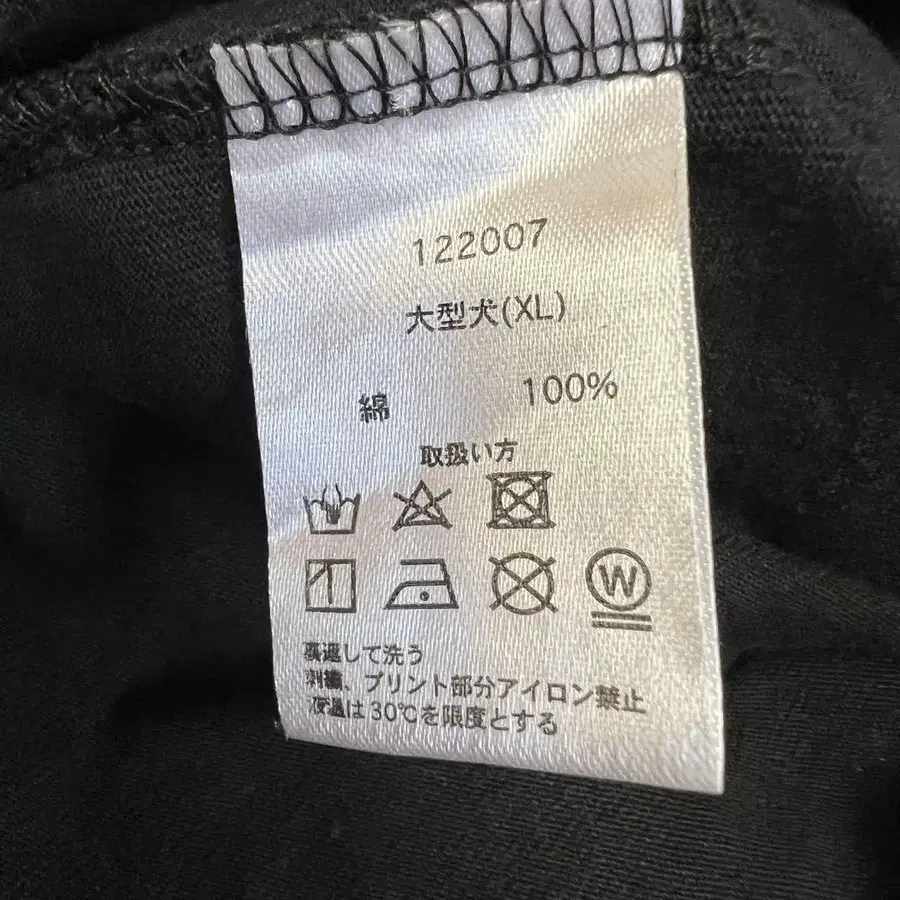 122007
大型犬(XL)
綿 100%
取扱い方
W
裏返して洗う
刺繍、プリント部分アイロン禁止
液温は30℃を限度とする